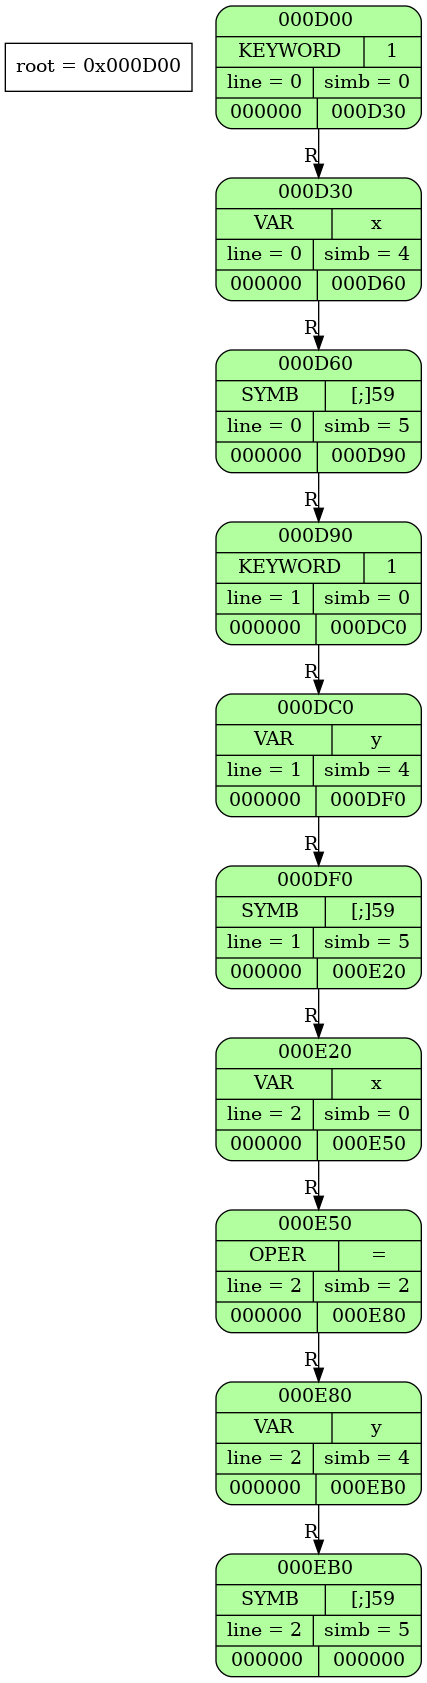 000D00
root = 0x000D00
KEYWORD 1
line = 0 simb = 0
000000 000D30
R
000D30
VAR x
line = 0 simb = 4
000000 000D60
R
000D60
SYMB [;]59
line = 0 simb = 5
000000 000D90
R
000D90
KEYWORD 1
line = 1 simb = 0
000000 000DC0
R
000DC0
VAR y
line = 1 simb = 4
000000 000DF0
R
000DF0
SYMB [;]59
line = 1 simb = 5
000000 000E20
R
000E20
VAR x
line = 2 simb = 0
000000 000E50
R
000E50
OPER =
line = 2 simb = 2
000000 000E80
R
000E80
VAR y
line = 2 simb = 4
000000 000EB0
R
000EB0
SYMB [;]59
line = 2 simb = 5
000000 000000